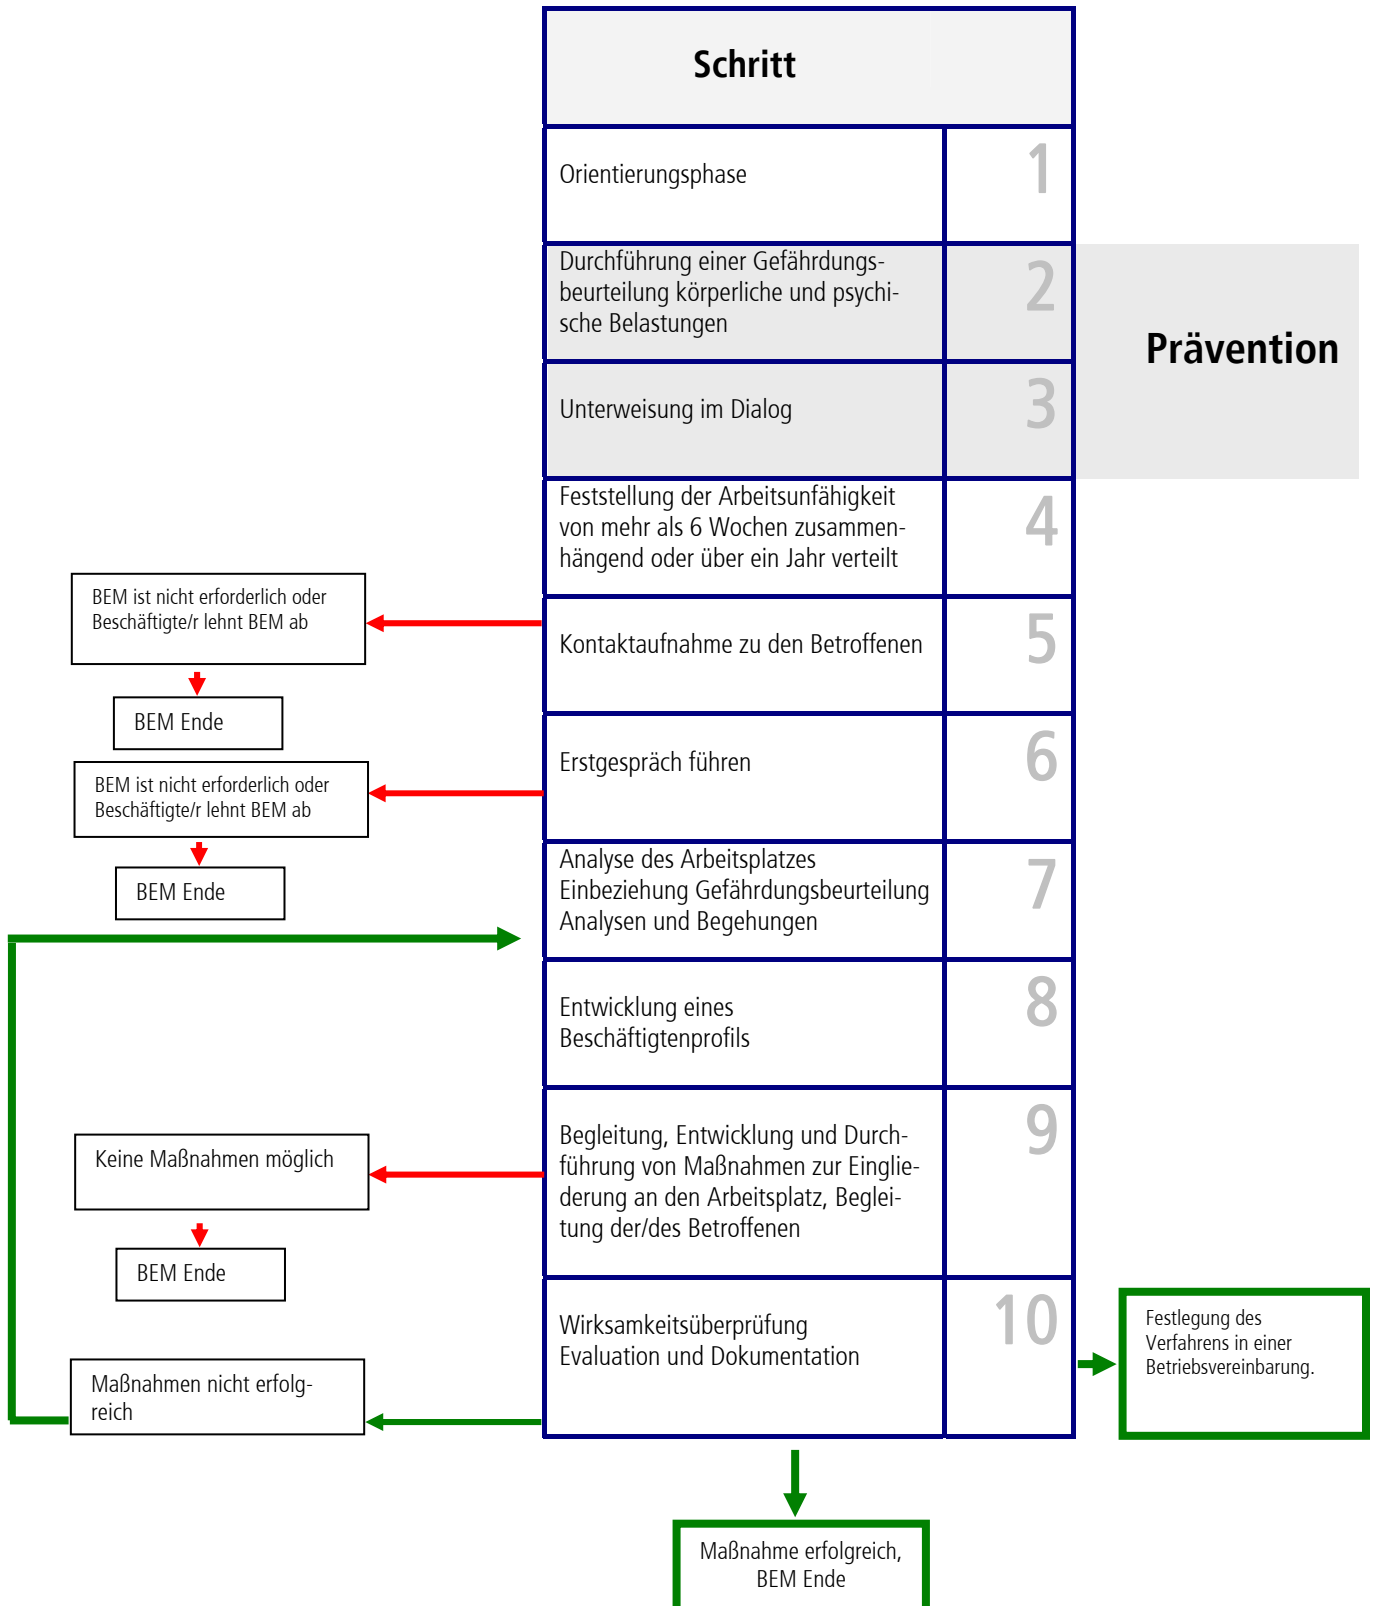 Schritt
Orientierungsphase
1
Durchführung einer Gefährdungs-
beurteilung körperliche und psychi-
sche Belastungen
2
Prävention
Unterweisung im Dialog
3
Feststellung der Arbeitsunfähigkeit
von mehr als 6 Wochen zusammen-
hängend oder über ein Jahr verteilt
4
BEM ist nicht erforderlich oder
Beschäftigte/r lehnt BEM ab
BEM Ende
Kontaktaufnahme zu den Betroffenen
5
BEM ist nicht erforderlich oder
Beschäftigte/r lehnt BEM ab
BEM Ende
Erstgespräch führen
6
Analyse des Arbeitsplatzes
Einbeziehung Gefährdungsbeurteilung
Analysen und Begehungen
7
Entwicklung eines
Beschäftigtenprofils
8
Keine Maßnahmen möglich
BEM Ende
Begleitung, Entwicklung und Durch-
führung von Maßnahmen zur Einglie-
derung an den Arbeitsplatz, Beglei-
tung der/des Betroffenen
9
Wirksamkeitsüberprüfung
Evaluation und Dokumentation
10
Festlegung des
Verfahrens in einer
Betriebsvereinbarung.
Maßnahmen nicht erfolg-
reich
Maßnahme erfolgreich,
BEM Ende